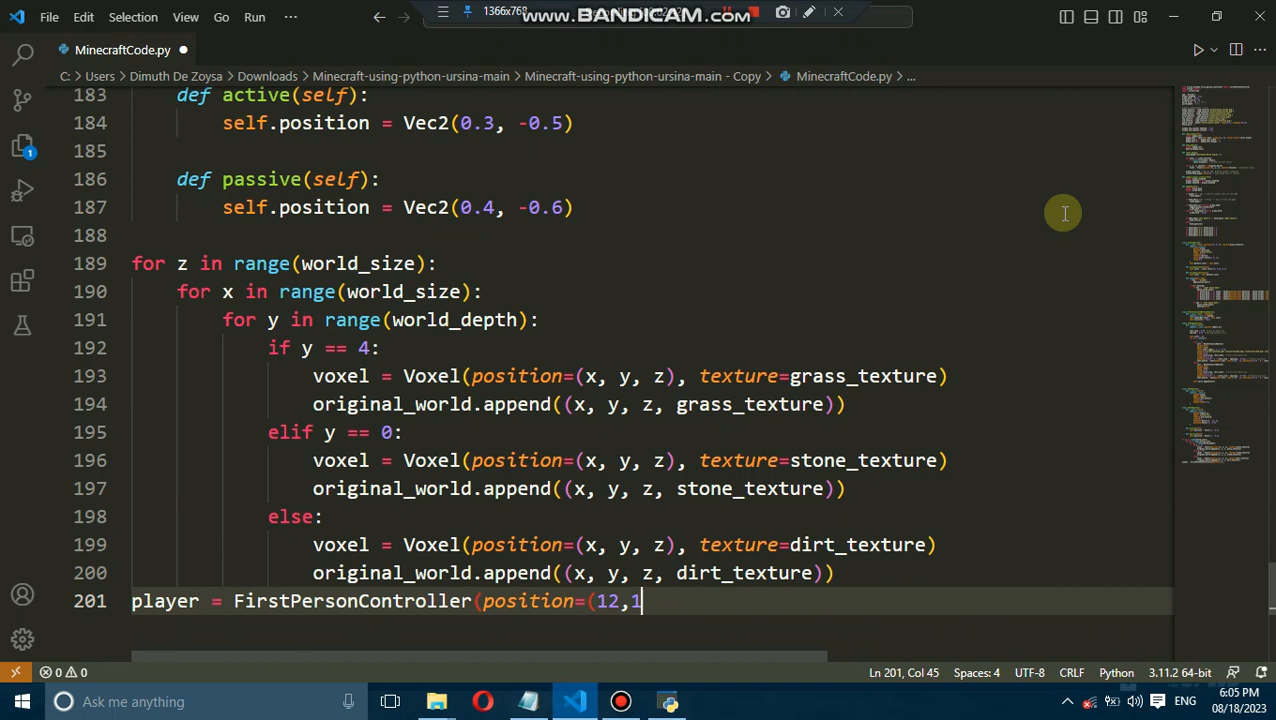 File Edit Selection View Go Run ···
1366x768
www.BANDICAM.com
MinecraftCode.py
C: > Users > Dimuth De Zoysa > Downloads > Minecraft-using-python-ursina-main > Minecraft-using-python-ursina-main - Copy > MinecraftCode.py > ...
183 def active(self):
184 self.position = Vec2(0.3, -0.5)
185
186 def passive(self):
187 self.position = Vec2(0.4, -0.6)
188
189 for z in range(world_size):
190 for x in range(world_size):
191 for y in range(world_depth):
192 if y == 4:
193 voxel = Voxel(position=(x, y, z), texture=grass_texture)
194 original_world.append((x, y, z, grass_texture))
195 elif y == 0:
196 voxel = Voxel(position=(x, y, z), texture=stone_texture)
197 original_world.append((x, y, z, stone_texture))
198 else:
199 voxel = Voxel(position=(x, y, z), texture=dirt_texture)
200 original_world.append((x, y, z, dirt_texture))
201 player = FirstPersonController(position=(12,1
1
0 0 Ln 201, Col 45 Spaces: 4 UTF-8 CRLF Python 3.11.2 64-bit
Ask me anything ENG 6:05 PM
08/18/2023